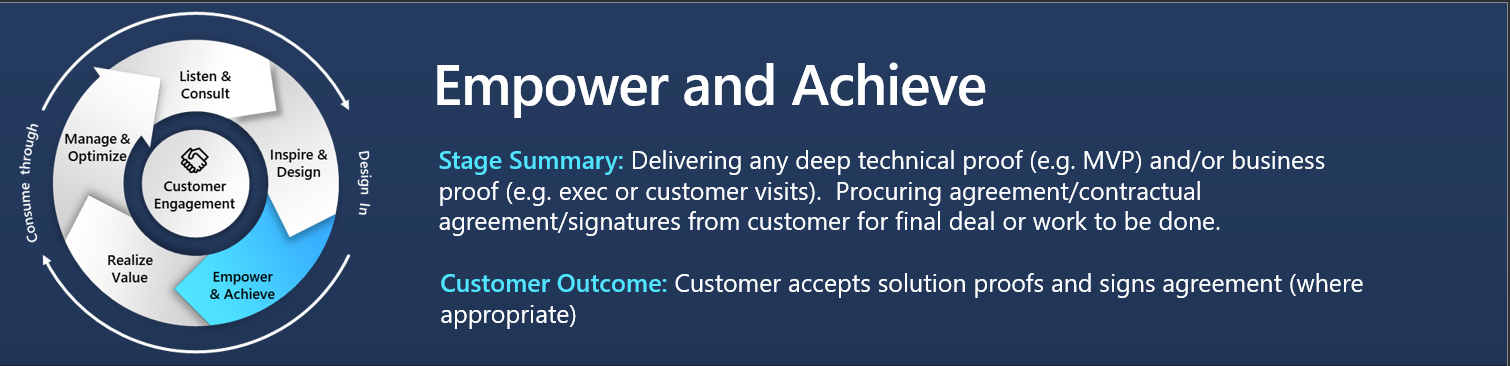 Listen &
Consult
Inspire &
Design
Empower
& Achieve
Realize
Value
Manage &
Optimize
Customer
Engagement
Consume through
Design In
Empower and Achieve
Stage Summary: Delivering any deep technical proof (e.g. MVP) and/or business
proof (e.g. exec or customer visits).  Procuring agreement/contractual
agreement/signatures from customer for final deal or work to be done.
Customer Outcome: Customer accepts solution proofs and signs agreement (where
appropriate)